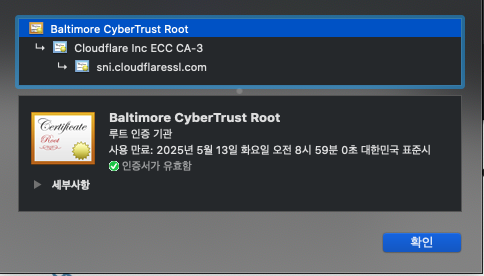 Baltimore CyberTrust Root
Cloudflare Inc ECC CA-3
sni.cloudflaressl.com
Certificate
Root
Baltimore CyberTrust Root
루트 인증 기관
사용 만료: 2025년 5월 13일 화요일 오전 8시 59분 0초 대한민국 표준시
인증서가 유효함
세부사항
확인